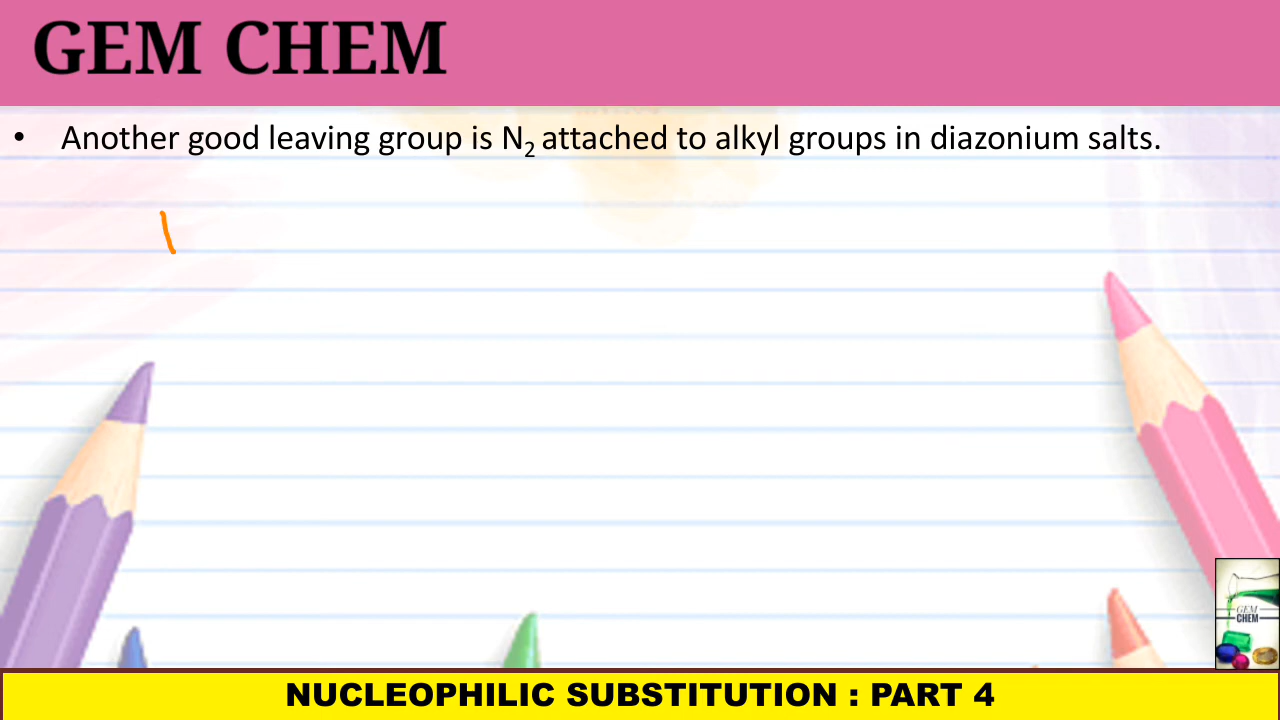 GEM CHEM
• Another good leaving group is N₂ attached to alkyl groups in diazonium salts.
GEM
CHEM
NUCLEOPHILIC SUBSTITUTION : PART 4